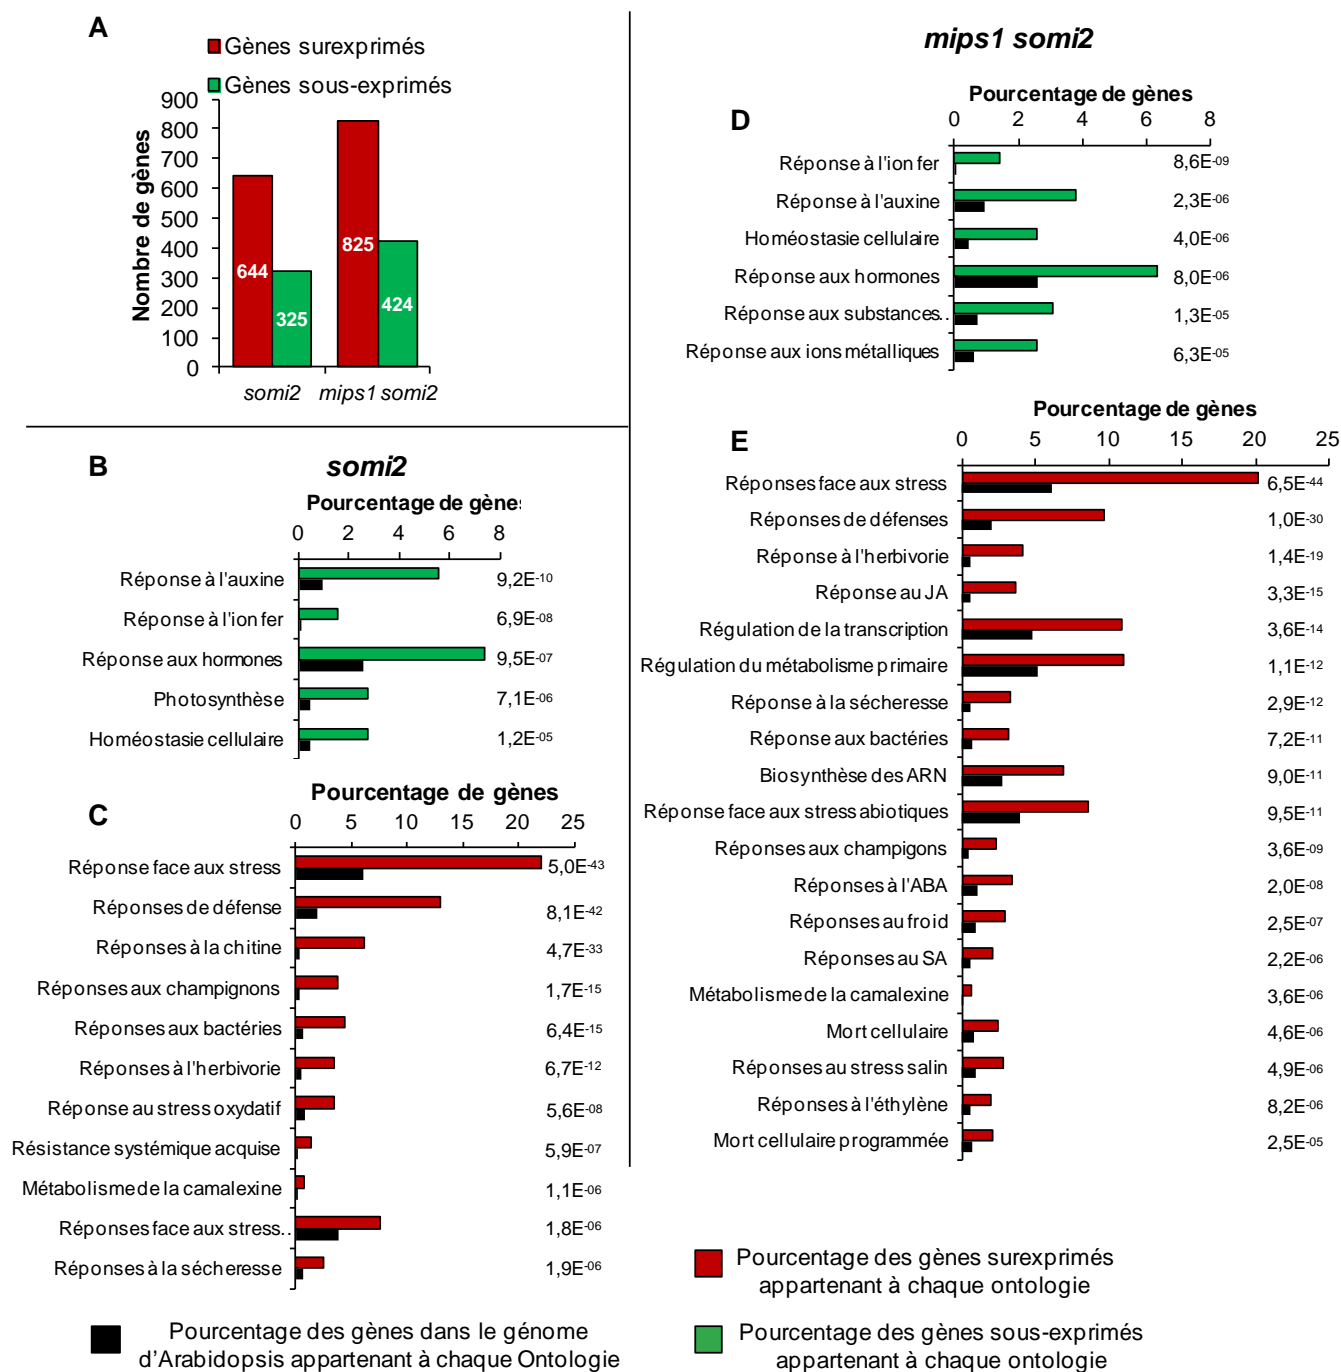 A
Gènes surexprimés
Gènes sous-exprimés
Nombre de gènes
900
800
700
600
500
400
300
200
100
0
644
325
825
424
somi2
mips1 somi2
B
somi2
Pourcentage de gène
0 2 4 6 8
Réponse à l'auxine 9,2E-10
Réponse à l'ion fer 6,9E-08
Réponse aux hormones 9,5E-07
Photosynthèse 7,1E-06
Homéostasie cellulaire 1,2E-05
C
Pourcentage de gènes
0 5 10 15 20 25
Réponse face aux stress 5,0E-43
Réponses de défense 8,1E-42
Réponses à la chitine 4,7E-33
Réponses aux champignons 1,7E-15
Réponses aux bactéries 6,4E-15
Réponses à l'herbivorie 6,7E-12
Réponse au stress oxydatif 5,6E-08
Résistance systémique acquise 5,9E-07
Métabolisme de la camalexine 1,1E-06
Réponses face aux stress.. 1,8E-06
Réponses à la sécheresse 1,9E-06
mips1 somi2
D
Pourcentage de gènes
0 2 4 6 8
Réponse à l'ion fer 8,6E-09
Réponse à l'auxine 2,3E-06
Homéostasie cellulaire 4,0E-06
Réponse aux hormones 8,0E-06
Réponse aux substances.. 1,3E-05
Réponse aux ions métalliques 6,3E-05
E
Pourcentage de gènes
0 5 10 15 20 25
Réponses face aux stress 6,5E-44
Réponses de défenses 1,0E-30
Réponse à l'herbivorie 1,4E-19
Réponse au JA 3,3E-15
Régulation de la transcription 3,6E-14
Régulation du métabolisme primaire 1,1E-12
Réponse à la sécheresse 2,9E-12
Réponse aux bactéries 7,2E-11
Biosynthèse des ARN 9,0E-11
Réponse face aux stress abiotiques 9,5E-11
Réponses aux champigons 3,6E-09
Réponses à l'ABA 2,0E-08
Réponses au froid 2,5E-07
Réponses au SA 2,2E-06
Métabolisme de la camalexine 3,6E-06
Mort cellulaire 4,6E-06
Réponses au stress salin 4,9E-06
Réponses à l'éthylène 8,2E-06
Mort cellulaire programmée 2,5E-05
Pourcentage des gènes surexprimés
appartenant à chaque ontologie
Pourcentage des gènes dans le génome
d'Arabidopsis appartenant à chaque Ontologie
Pourcentage des gènes sous-exprimés
appartenant à chaque ontologie